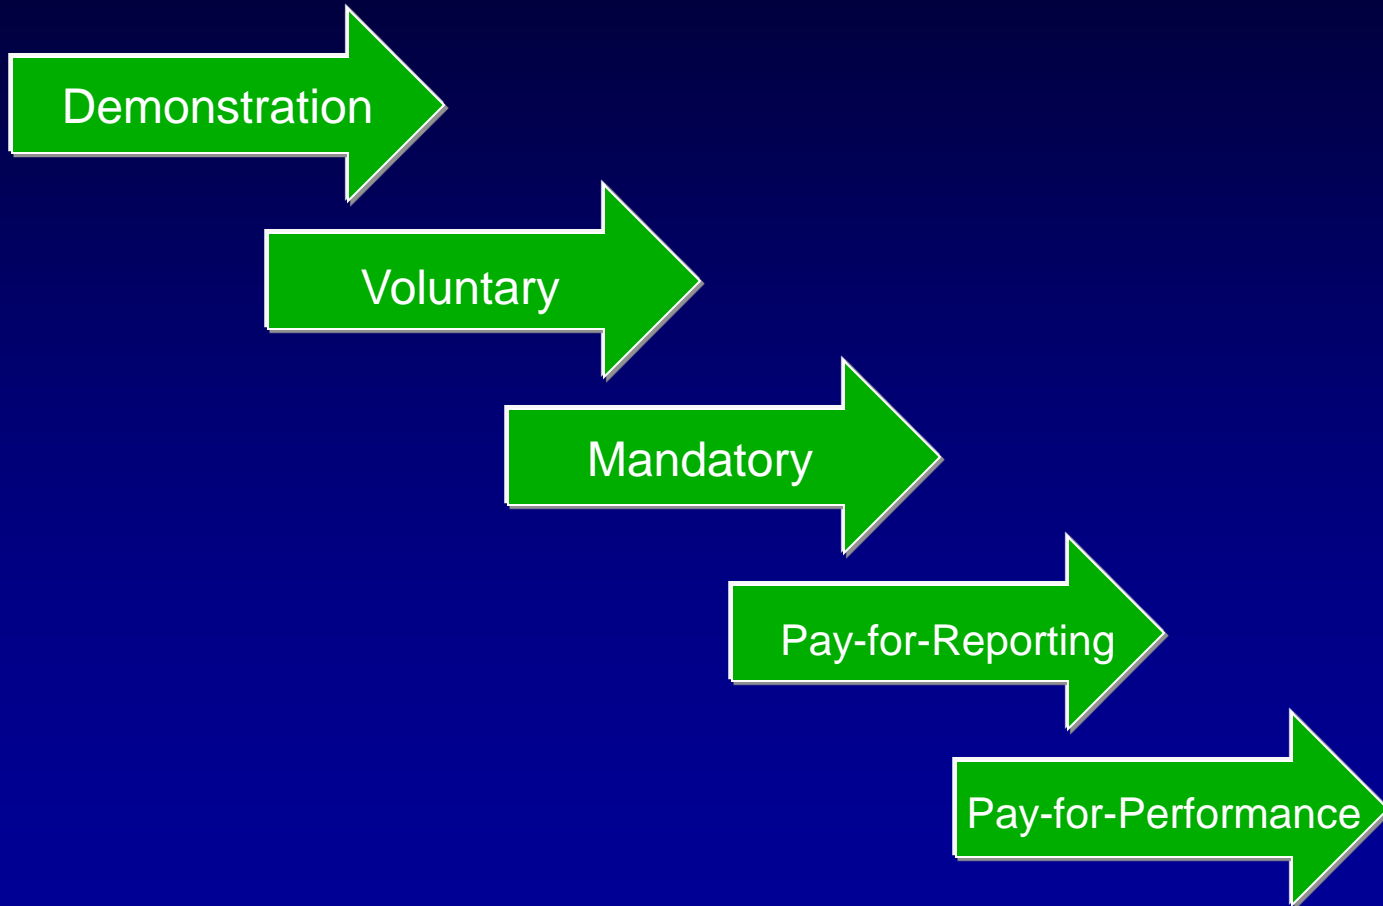 Demonstration
Voluntary
Mandatory
Pay-for-Reporting
Pay-for-Performance